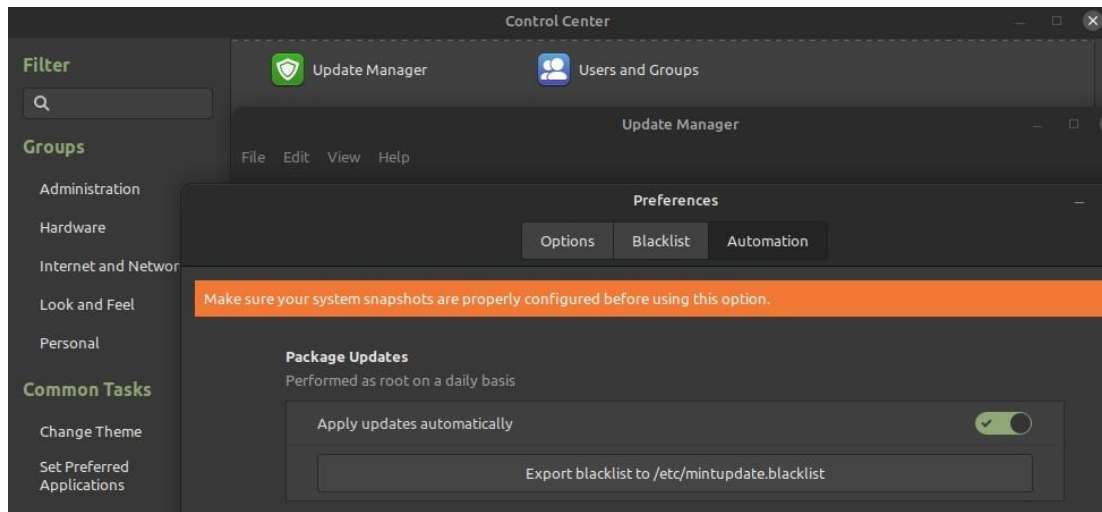 Control Center
Filter
Update Manager
Users and Groups
Groups
Administration
Hardware
Look and Feel
Personal
Common Tasks
Change Theme
Set Preferred
Applications
Update Manager
File Edit View Help
Preferences
Options Blacklist Automation
Internet and
Make sure your system snapshots are properly configured before using this option.
Package Updates
Performed as root on a daily basis
Apply updates automatically
Export blacklist to /etc/mintupdate.blacklist